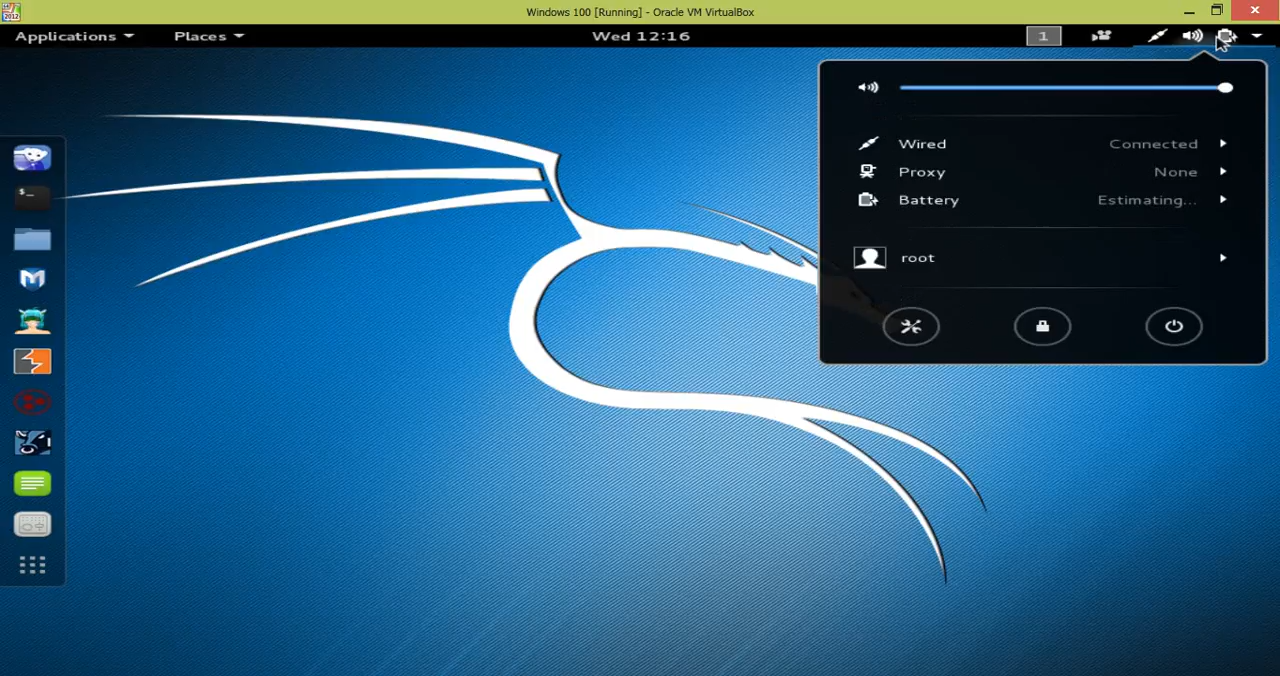 Windows 100 [Running] - Oracle VM VirtualBox
2012
Applications Places Wed 12:16 1
Wired Connected
Proxy None
Battery Estimating...
root